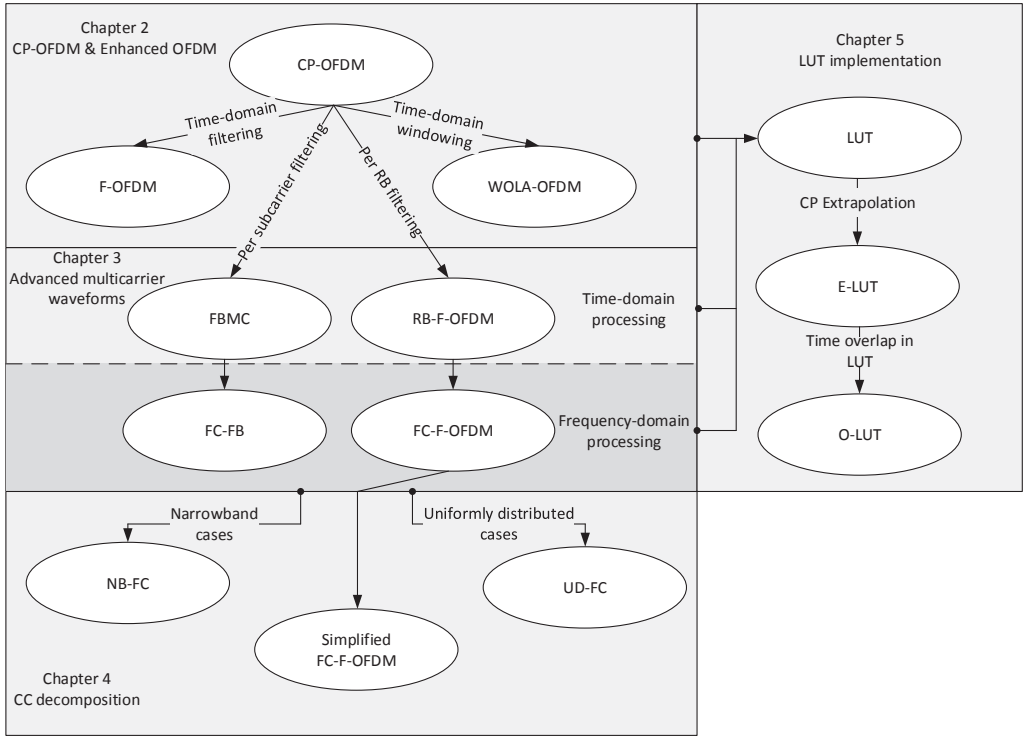 Chapter 2
CP-OFDM & Enhanced OFDM
CP-OFDM
Time-domain
filtering
Time-domain
windowing
Per subcarrier filtering
Per RB filtering
F-OFDM
WOLA-OFDM
Chapter 3
Advanced multicarrier
waveforms
FBMC
RB-F-OFDM
Time-domain
processing
FC-FB
FC-F-OFDM
Frequency-domain
processing
Narrowband
cases
Uniformly distributed
cases
NB-FC
UD-FC
Simplified
FC-F-OFDM
Chapter 4
CC decomposition
Chapter 5
LUT implementation
LUT
CP Extrapolation
E-LUT
Time overlap in
LUT
O-LUT